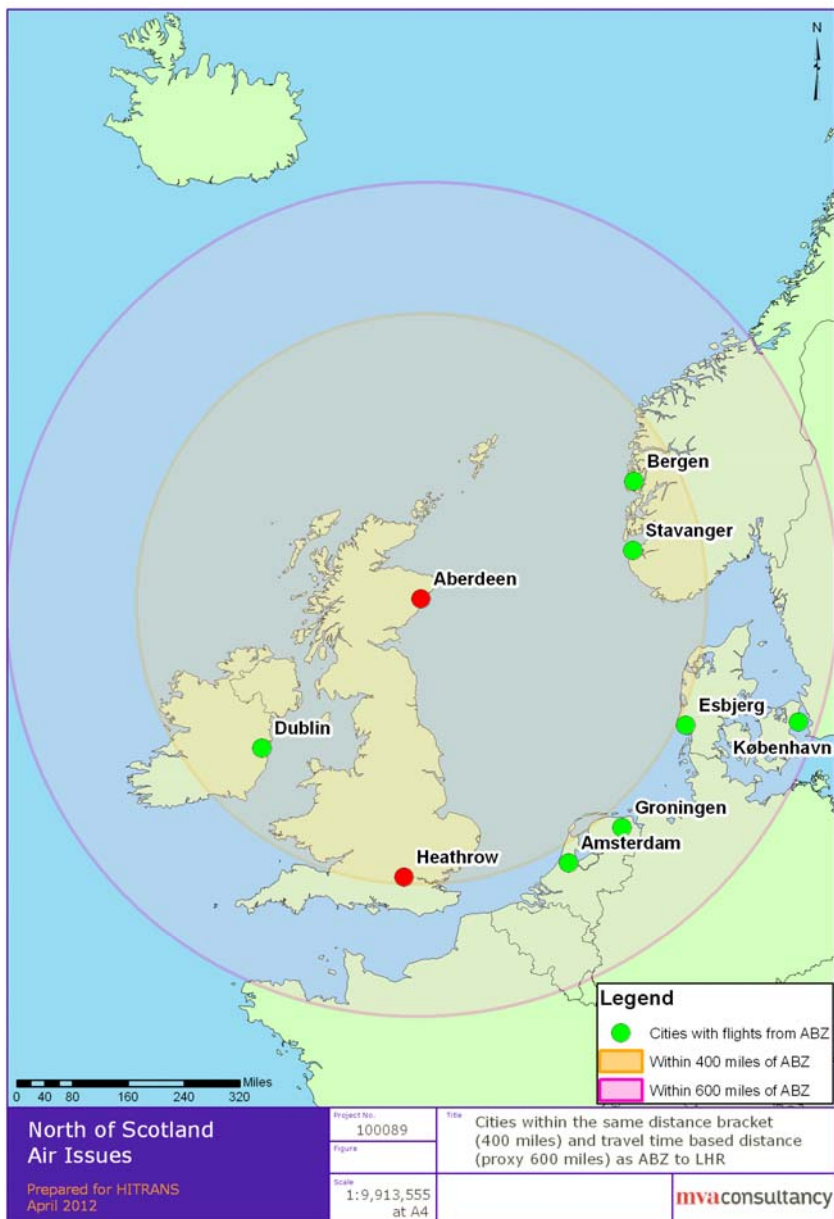 N
Bergen
Stavanger
Aberdeen
Esbjerg
Dublin
København
Groningen
Amsterdam
Heathrow
Legend
Cities with flights from ABZ
Within 400 miles of ABZ
Within 600 miles of ABZ
Miles
0 40 80 160 240 320
North of Scotland
Air Issues
Prepared for HITRANS
April 2012
Project No.
100089
Figure
Scale
1:9,913,555
at A4
Title
Cities within the same distance bracket
(400 miles) and travel time based distance
(proxy 600 miles) as ABZ to LHR
mvaconsultancy